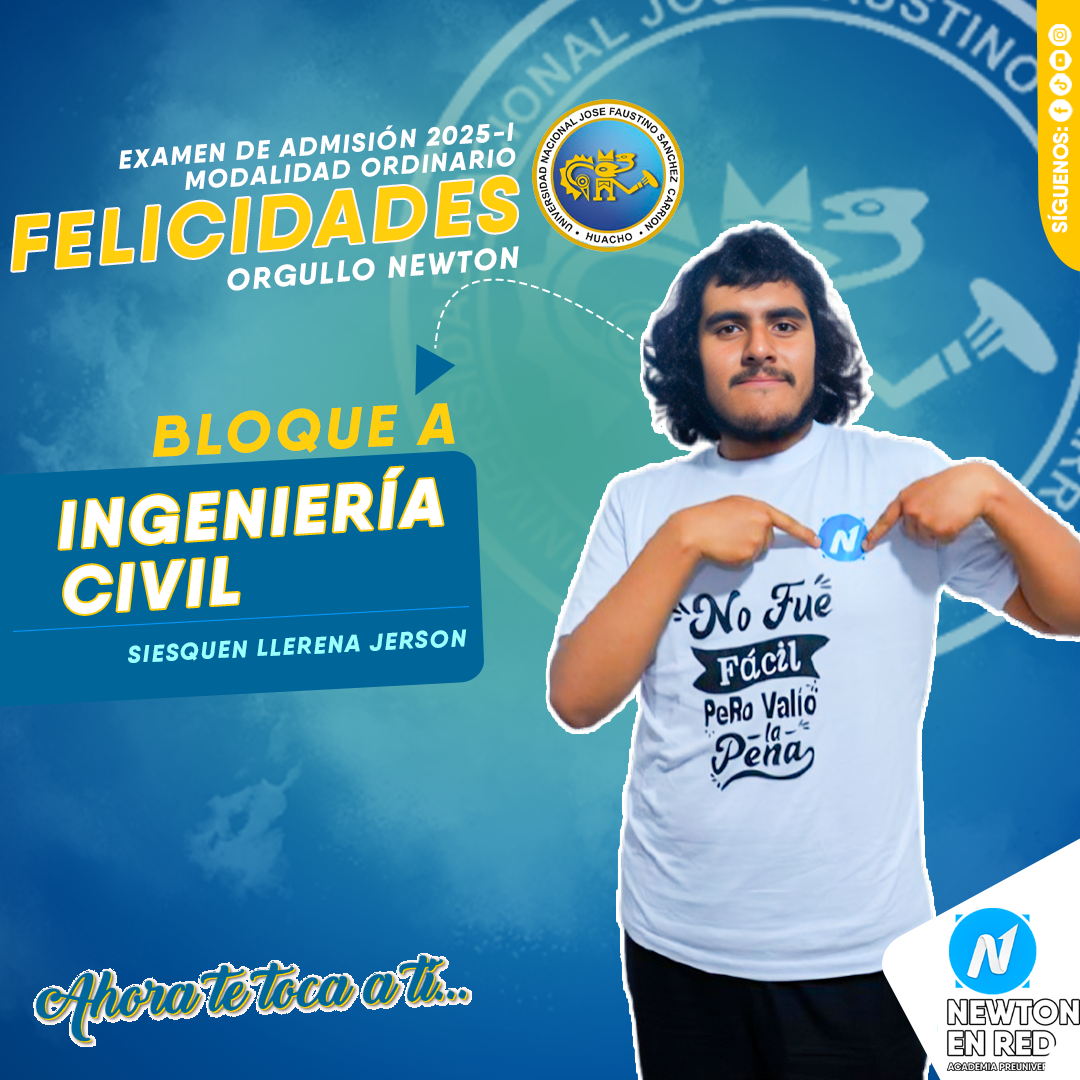 EXAMEN DE ADMISIÓN 2025-I
MODALIDAD ORDINARIO
FELICIDADES
ORGULLO NEWTON
UNIVERSIDAD NACIONAL JOSE FAUSTINO SANCHEZ CARRION
HUACHO
SÍGUENOS:
BLOQUE A
INGENIERÍA
CIVIL
SIESQUEN LLERENA JERSON
N
No Fue
Fácil
PeRo Valió
la
Pena
Ahora te toca a tí...
N
NEWTON
EN RED
ACADEMIA PREUNIVER